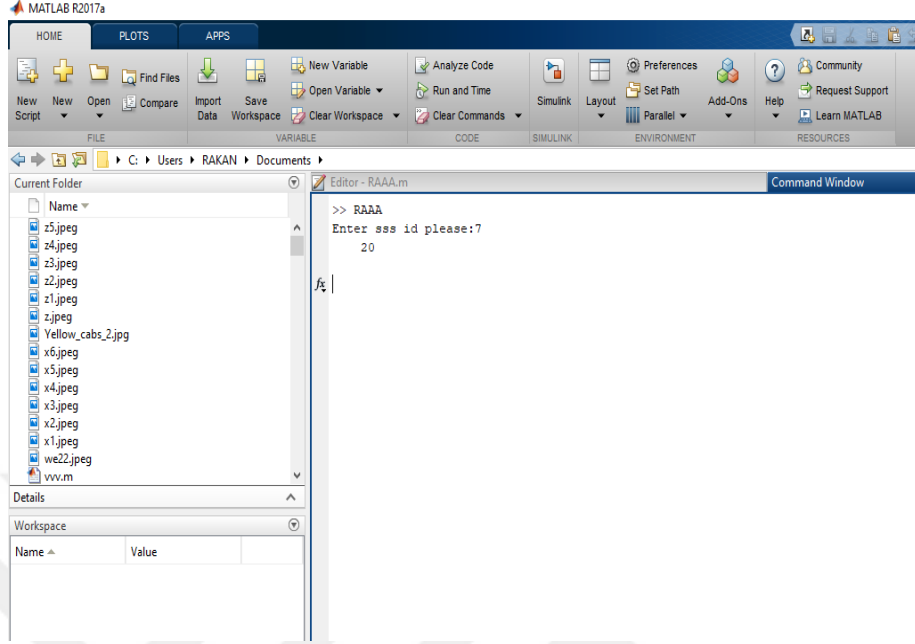 MATLAB R2017a
HOME PLOTS APPS
New Script
New
Open
Find Files
Compare
Import Data
Save Workspace
New Variable
Open Variable
Clear Workspace
Analyze Code
Run and Time
Clear Commands
Simulink
Layout
Preferences
Set Path
Parallel
Add-Ons
Help
Community
Request Support
Learn MATLAB
FILE VARIABLE CODE SIMULINK ENVIRONMENT RESOURCES
C: Users RAKAN Documents
Current Folder
Name
z5.jpeg
z4.jpeg
z3.jpeg
z2.jpeg
z1.jpeg
z.jpeg
Yellow_cabs_2.jpg
x6.jpeg
x5.jpeg
x4.jpeg
x3.jpeg
x2.jpeg
x1.jpeg
we22.jpeg
vvv.m
Details
Workspace
Name Value
Editor - RAAA.m
Command Window
>> RAAA
Enter sss id please:7
20
fx